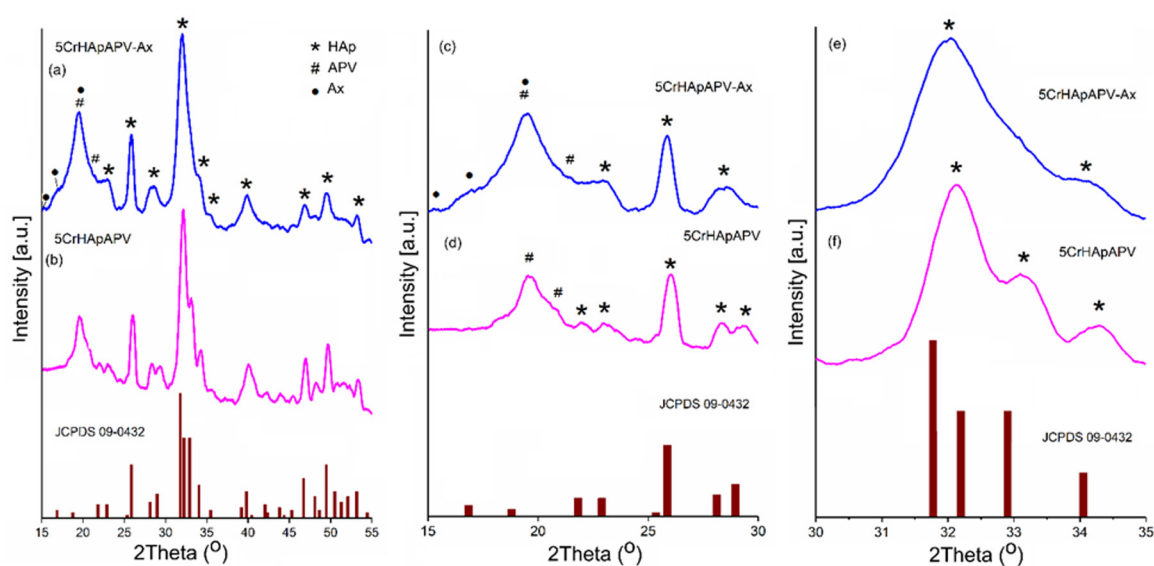 5CrHApAPV-Ax
* HAp
# APV
• Ax
(a)
*
•
#
#
•
•
*
*
*
*
*
*
*
*
*
5CrHApAPV
(b)
JCPDS 09-0432
Intensity [a.u.]
15 20 25 30 35 40 45 50 55
2Theta (O)
(c)
5CrHApAPV-Ax
•
#
#
•
•
*
*
*
(d)
5CrHApAPV
#
#
*
*
*
*
*
JCPDS 09-0432
Intensity [a.u.]
15 20 25 30
2Theta (O)
(e)
5CrHApAPV-Ax
*
*
(f)
5CrHApAPV
*
*
*
JCPDS 09-0432
Intensity [a.u.]
30 31 32 33 34 35
2Theta (O)